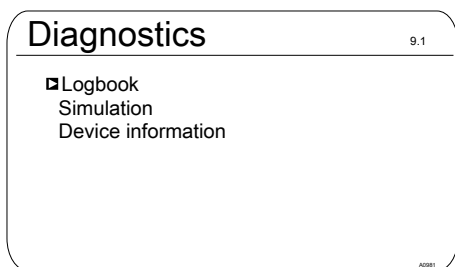 Diagnostics 9.1
Logbook
Simulation
Device information
A0981